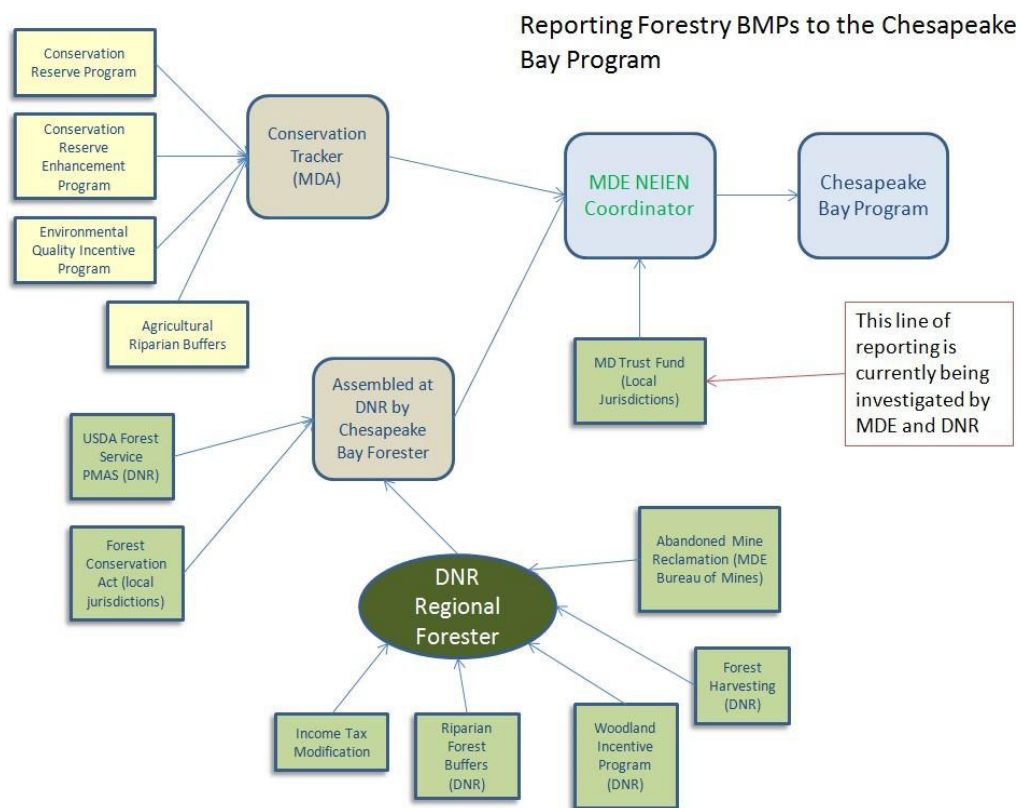 Reporting Forestry BMPs to the Chesapeake
Bay Program
Conservation
Reserve Program
Conservation
Reserve
Enhancement
Program
Environmental
Quality Incentive
Program
Agricultural
Riparian Buffers
Conservation
Tracker
(MDA)
MDE NEIEN
Coordinator
Chesapeake
Bay Program
MD Trust Fund
(Local
Jurisdictions)
This line of
reporting is
currently being
investigated by
MDE and DNR
Assembled at
DNR by
Chesapeake
Bay Forester
USDA Forest
Service
PMAS (DNR)
Forest
Conservation
Act (local
jurisdictions)
DNR
Regional
Forester
Abandoned Mine
Reclamation (MDE
Bureau of Mines)
Forest
Harvesting
(DNR)
Income Tax
Modification
Riparian
Forest
Buffers
(DNR)
Woodland
Incentive
Program (DNR)